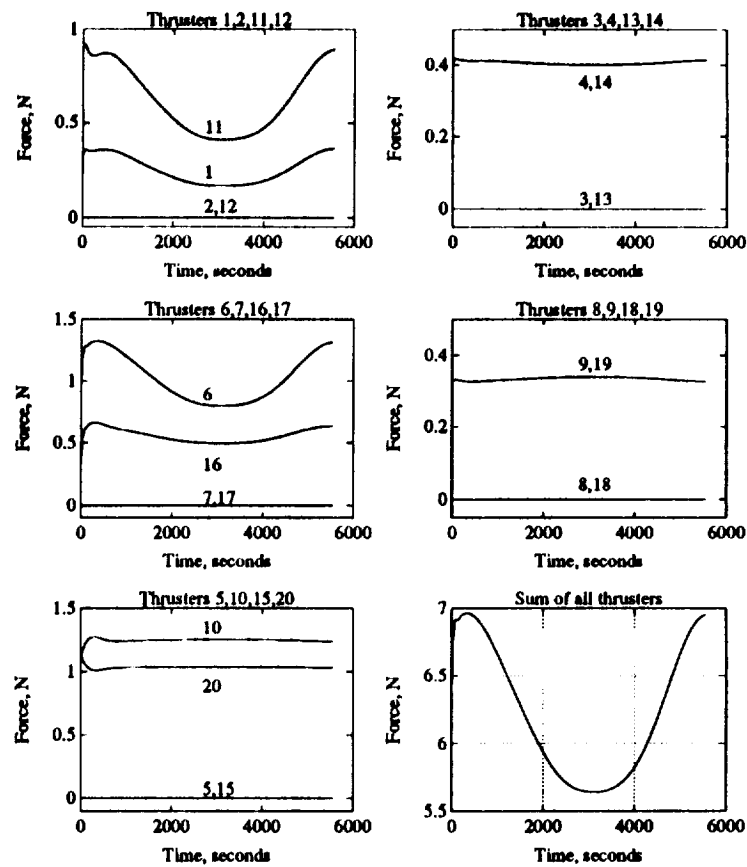 Thrusters 1,2,11,12
1
0.5
0
Force, N
11
1
2,12
0 2000 4000 6000
Time, seconds
Thrusters 3,4,13,14
0.4
0.2
0
Force, N
4,14
3,13
0 2000 4000 6000
Time, seconds
Thrusters 6,7,16,17
1.5
1
0.5
0
Force, N
6
16
7,17
0 2000 4000 6000
Time, seconds
Thrusters 8,9,18,19
0.4
0.2
0
Force, N
9,19
8,18
0 2000 4000 6000
Time, seconds
Thrusters 5,10,15,20
1.5
1
0.5
0
Force, N
10
20
5,15
0 2000 4000 6000
Time, seconds
Sum of all thrusters
7
6.5
6
5.5
Force, N
0 2000 4000 6000
Time, seconds